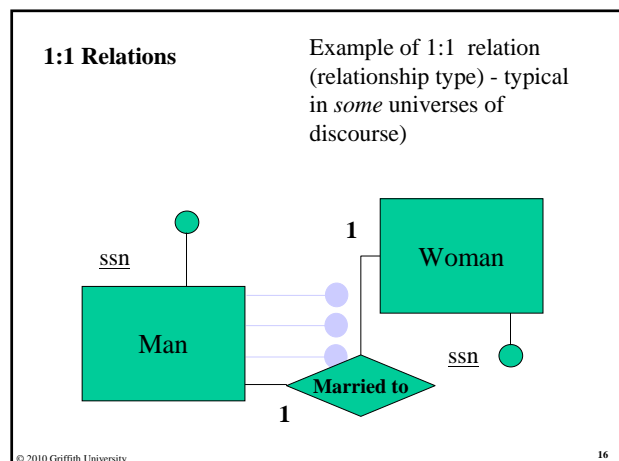 1:1 Relations
Example of 1:1 relation
(relationship type) - typical
in some universes of
discourse)
1
Woman
ssn
Man
ssn
Married to
1
© 2010 Griffith University
16